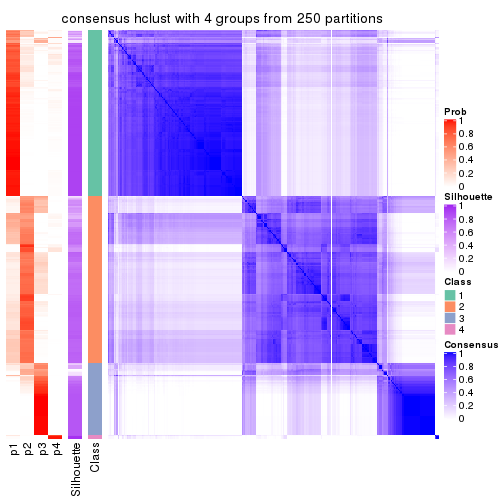 consensus hclust with 4 groups from 250 partitions
Prob
1
0.8
0.6
0.4
0.2
0
Silhouette
1
0.8
0.6
0.4
0.2
0
Class
1
2
3
4
Consensus
1
0.8
0.6
0.4
0.2
0
p1
p2
p3
p4
Silhouette
Class